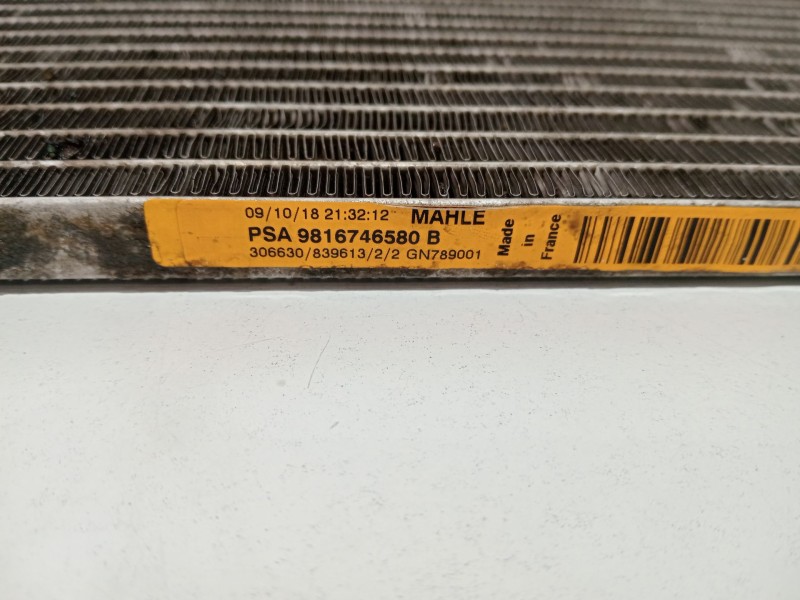 09/10/18 21:32:12 MAHLE
PSA 9816746580 B
306630/839613/2/2 GN789001
Made
in
France